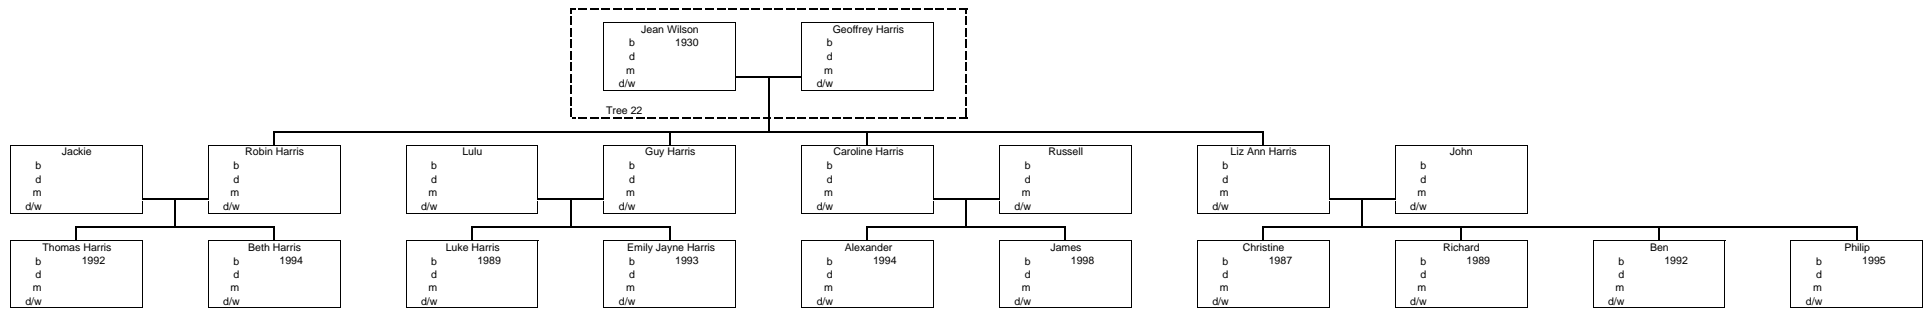 Jean Wilson Geoffrey Harris
b 1930 b
d d
m m
d/w d/w
Tree 22
Jackie Robin Harris Lulu Guy Harris Caroline Harris Russell Liz Ann Harris John
b b b b b b b b
d d d d d d d d
m m m m m m m m
d/w d/w d/w d/w d/w d/w d/w d/w
Thomas Harris Beth Harris Luke Harris Emily Jayne Harris Alexander James Christine Richard Ben Philip
b 1992 b 1994 b 1989 b 1993 b 1994 b 1998 b 1987 b 1989 b 1992 b 1995
d d d d d d d d d d
m m m m m m m m m m
d/w d/w d/w d/w d/w d/w d/w d/w d/w d/w